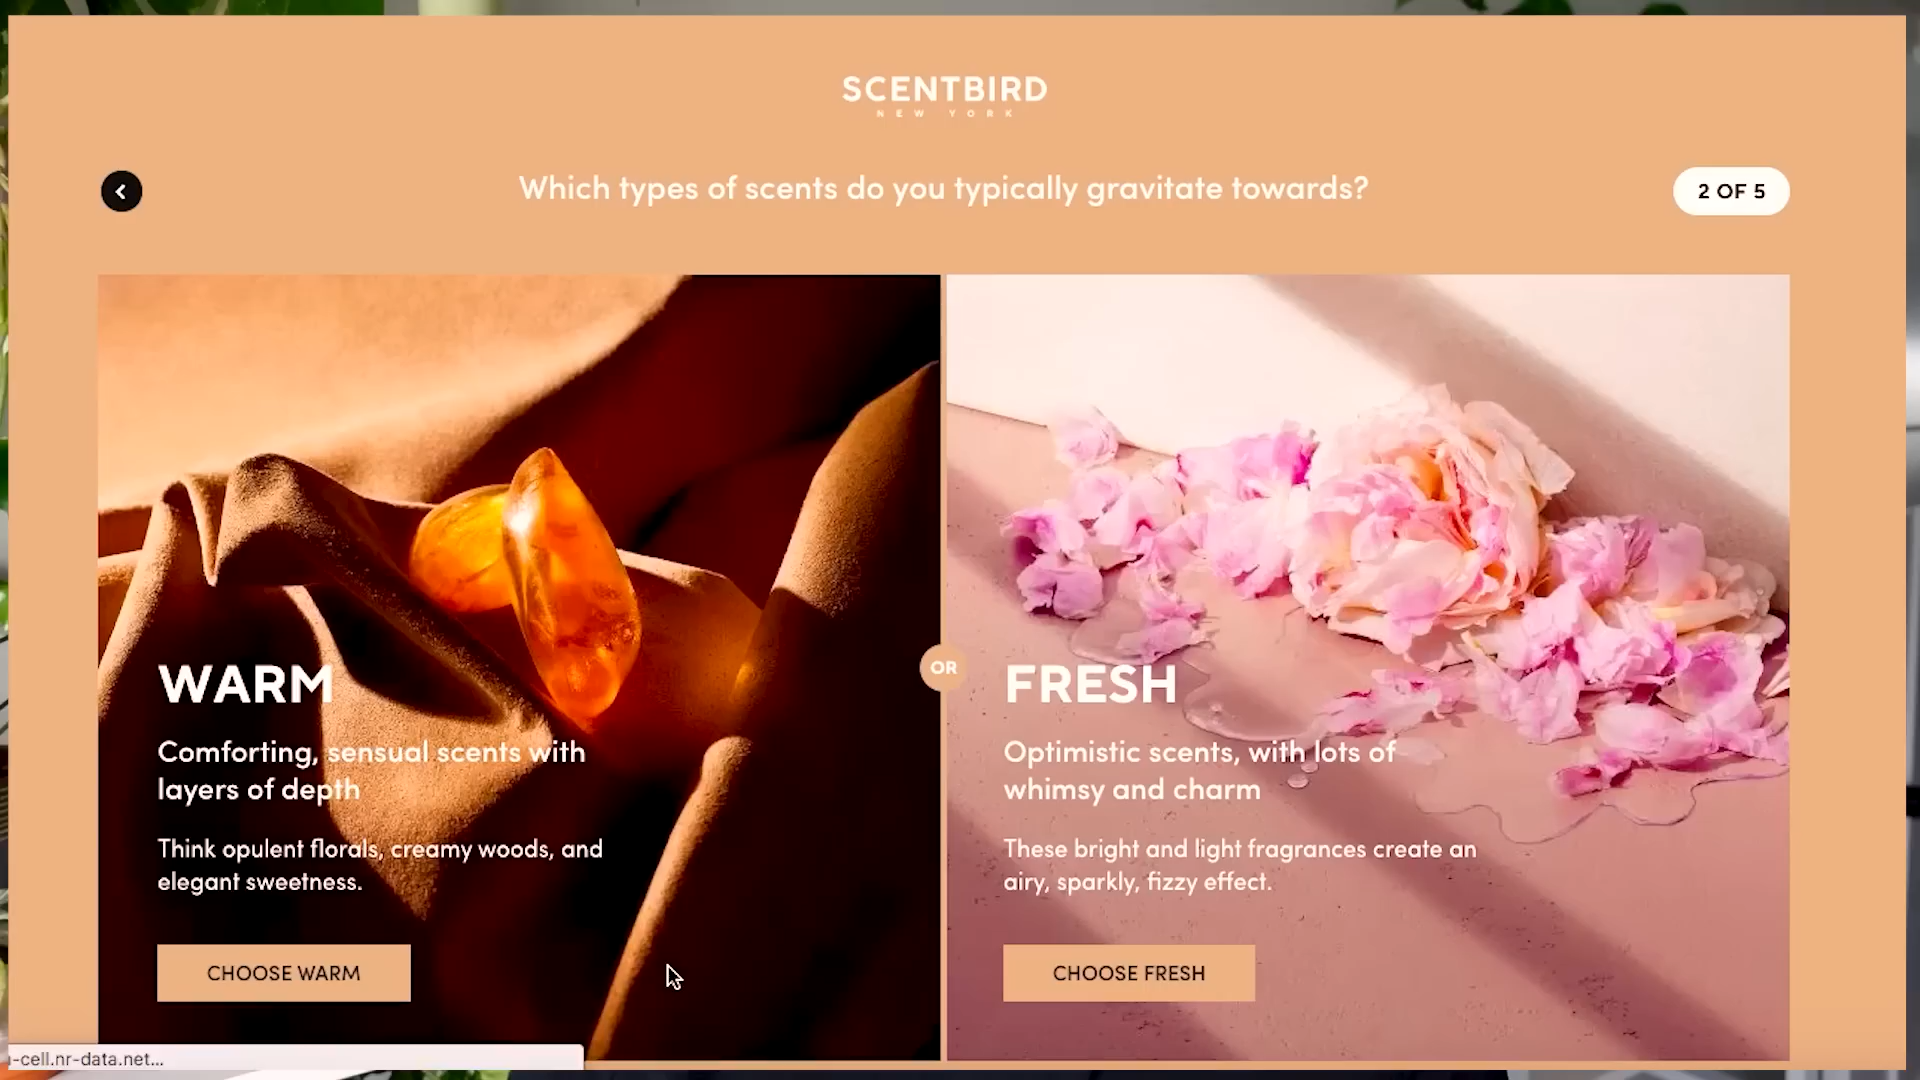 SCENTBIRD
NEW YORK
Which types of scents do you typically gravitate towards?
2 OF 5
WARM
Comforting, sensual scents with
layers of depth
Think opulent florals, creamy woods, and
elegant sweetness.
CHOOSE WARM
OR
FRESH
Optimistic scents, with lots of
whimsy and charm
These bright and light fragrances create an
airy, sparkly, fizzy effect.
CHOOSE FRESH
-cell.nr-data.net...